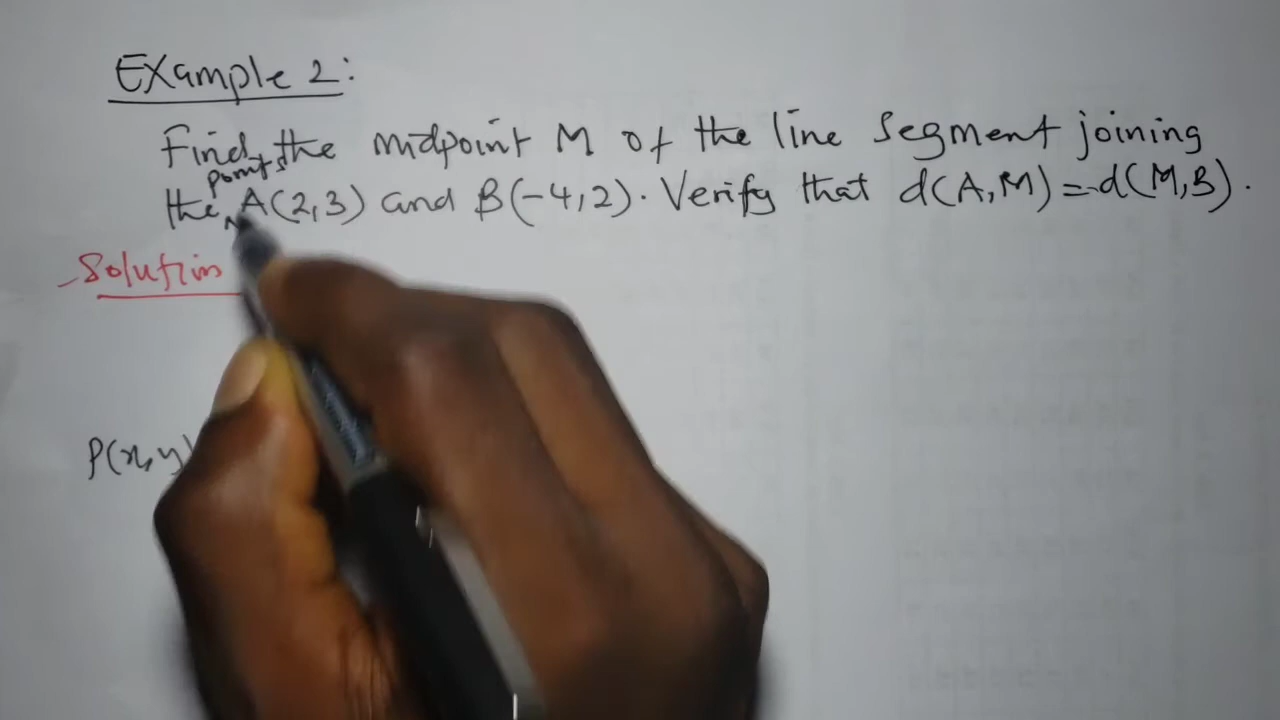 Example 2:
Find the midpoint M of the line segment joining
the points A(2,3) and B(-4,2). Verify that d(A,M) = d(M,B).
Solution
P(x,y)